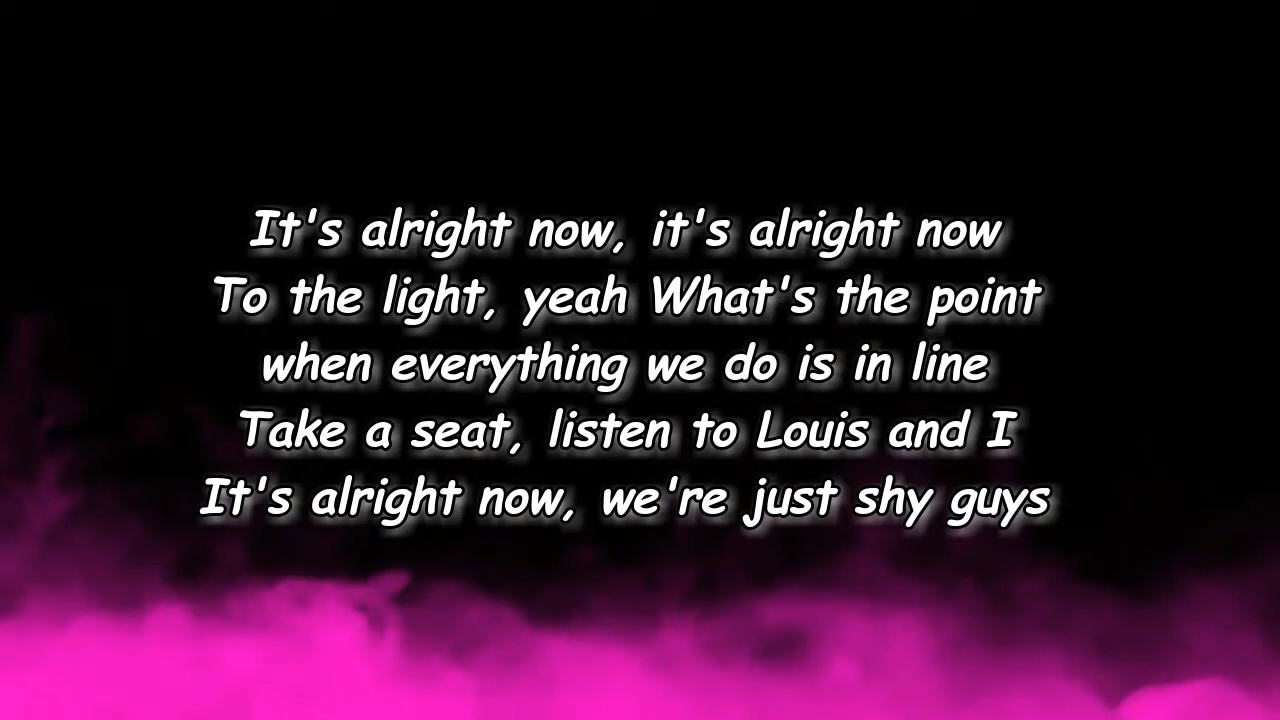 It's alright now, it's alright now
To the light, yeah What's the point
when everything we do is in line
Take a seat, listen to Louis and I
It's alright now, we're just shy guys